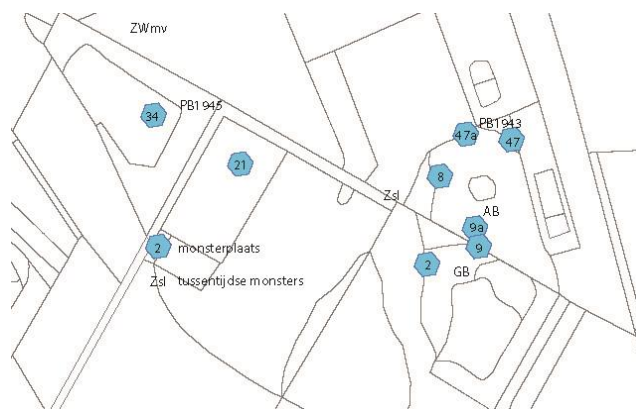 ZWmv
34
PB1945
21
47a
PB1943
47
8
Zsl
AB
9a
9
2
GB
2 monsterplaats
Zsl tussentijdse monsters